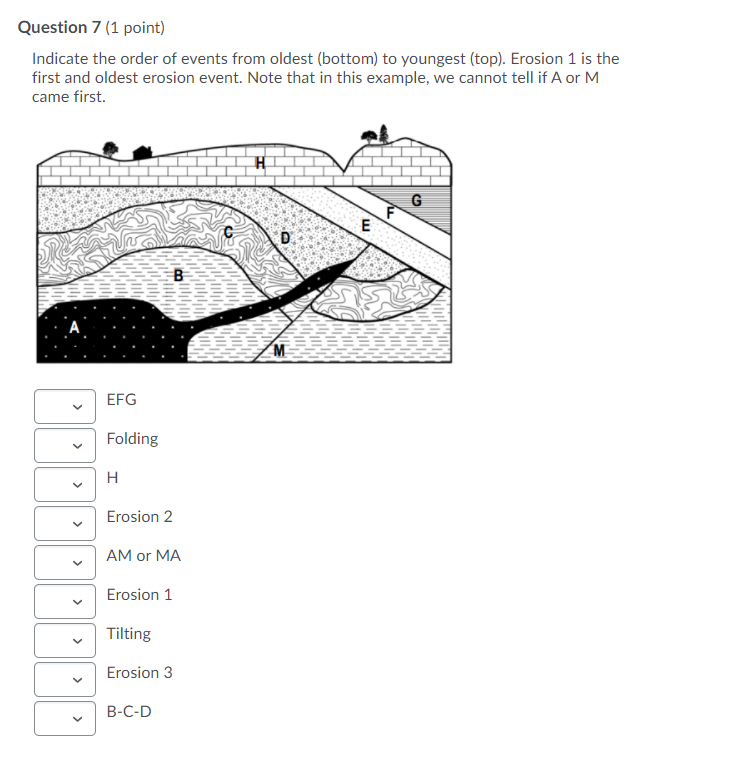 Question 7 (1 point)
Indicate the order of events from oldest (bottom) to youngest (top). Erosion 1 is the
first and oldest erosion event. Note that in this example, we cannot tell if A or M
came first.
H
G
F
E
C
D
B
A
M
EFG
Folding
H
Erosion 2
AM or MA
Erosion 1
Tilting
Erosion 3
B-C-D